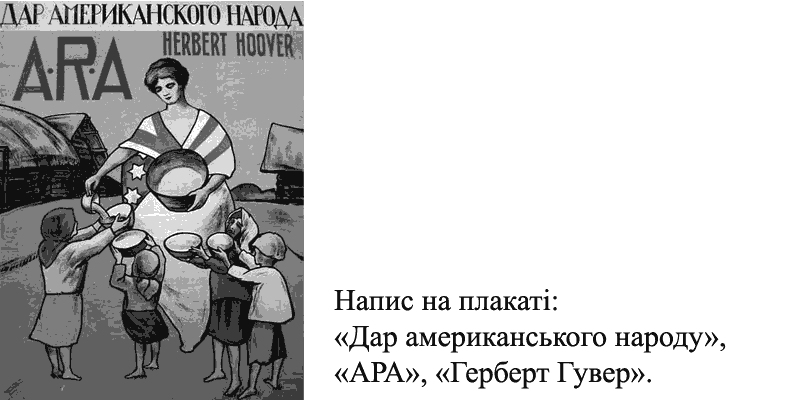 ДАР АМЕРИКАНСКОГО НАРОДА
A·R·A
HERBERT HOOVER
Напис на плакаті:
«Дар американського народу»,
«АРА», «Герберт Гувер».